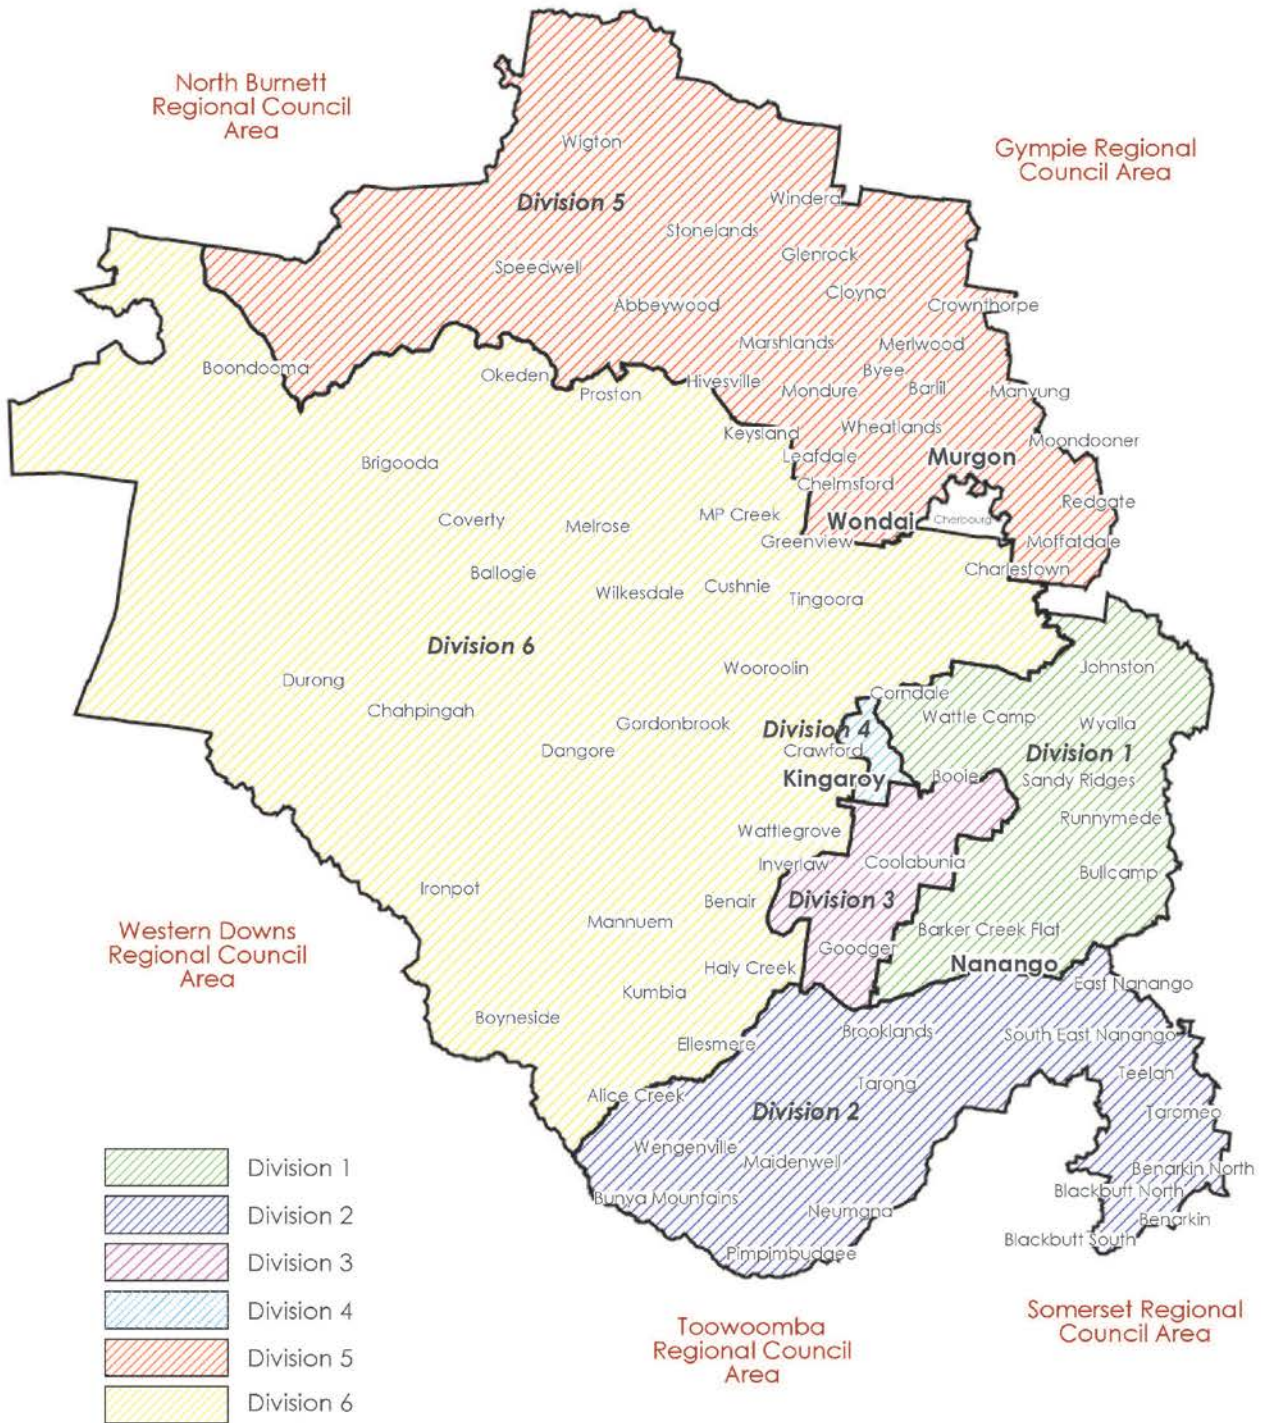 North Burnett
Regional Council
Area
Gympie Regional
Council Area
Wigton
Division 5
Windera
Stonelands
Glenrock
Speedwell
Cloyna
Abbeywood
Crownthorpe
Marshlands
Merlwood
Boondooma
Byee
Okeden
Hivesville
Barlil
Proston
Mondure
Manyung
Wheatlands
Keysland
Moondooner
Leafdale
Murgon
Brigooda
Chelmsford
Redgate
MP Creek
Coverty
Melrose
Wondai
Cherbourg
Greenview
Moffatdale
Charlestown
Ballogie
Cushnie
Wilkesdale
Tingoora
Division 6
Wooroolin
Johnston
Durong
Corndale
Chahpingah
Wattle Camp
Gordonbrook
Wyalla
Division 4
Dangore
Crawford
Division 1
Kingaroy
Booie
Sandy Ridges
Wattlegrove
Runnymede
Inverlaw
Coolabunia
Bullcamp
Ironpot
Benair
Division 3
Mannuem
Barker Creek Flat
Western Downs
Regional Council
Area
Goodger
Haly Creek
Nanango
Kumbia
East Nanango
Boyneside
Brooklands
South East Nanango
Ellesmere
Teelah
Tarong
Alice Creek
Division 2
Taromeo
Wengenville
Maidenwell
Benarkin North
Bunya Mountains
Blackbutt North
Neumgna
Benarkin
Blackbutt South
Pimpimbudgee
Division 1
Division 2
Division 3
Division 4
Division 5
Division 6
Toowoomba
Regional Council
Area
Somerset Regional
Council Area